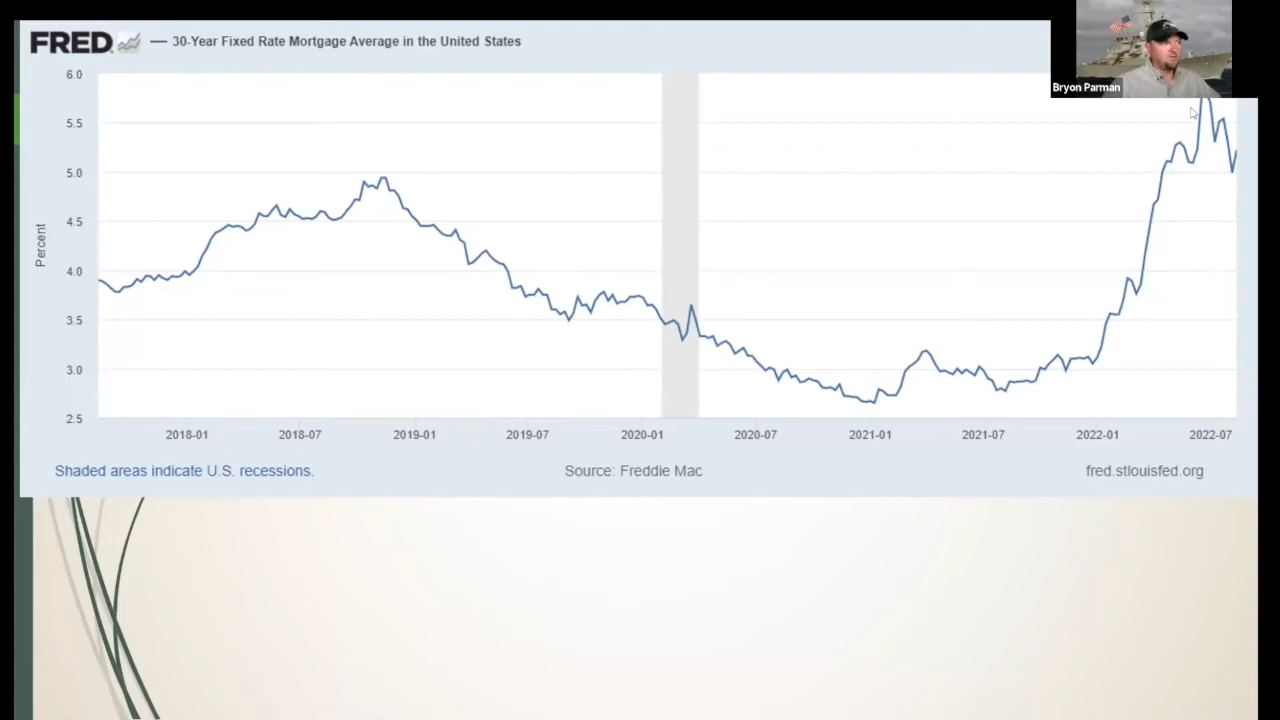 FRED
30-Year Fixed Rate Mortgage Average in the United States
Bryon Parman
6.0
5.5
5.0
4.5
4.0
3.5
3.0
2.5
Percent
2018-01 2018-07 2019-01 2019-07 2020-01 2020-07 2021-01 2021-07 2022-01 2022-07
Shaded areas indicate U.S. recessions. Source: Freddie Mac fred.stlouisfed.org